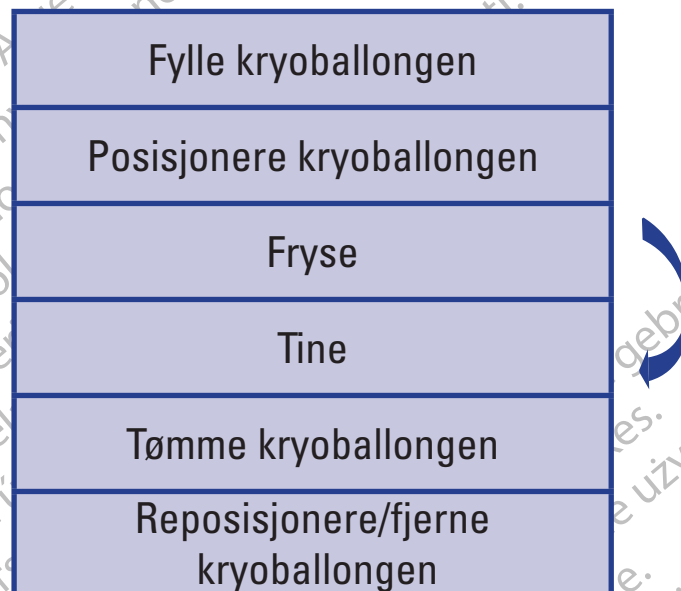 Fylle kryoballongen
Posisjonere kryoballongen
Fryse
Tine
Tømme kryoballongen
Reposisjonere/fjerne
kryoballongen